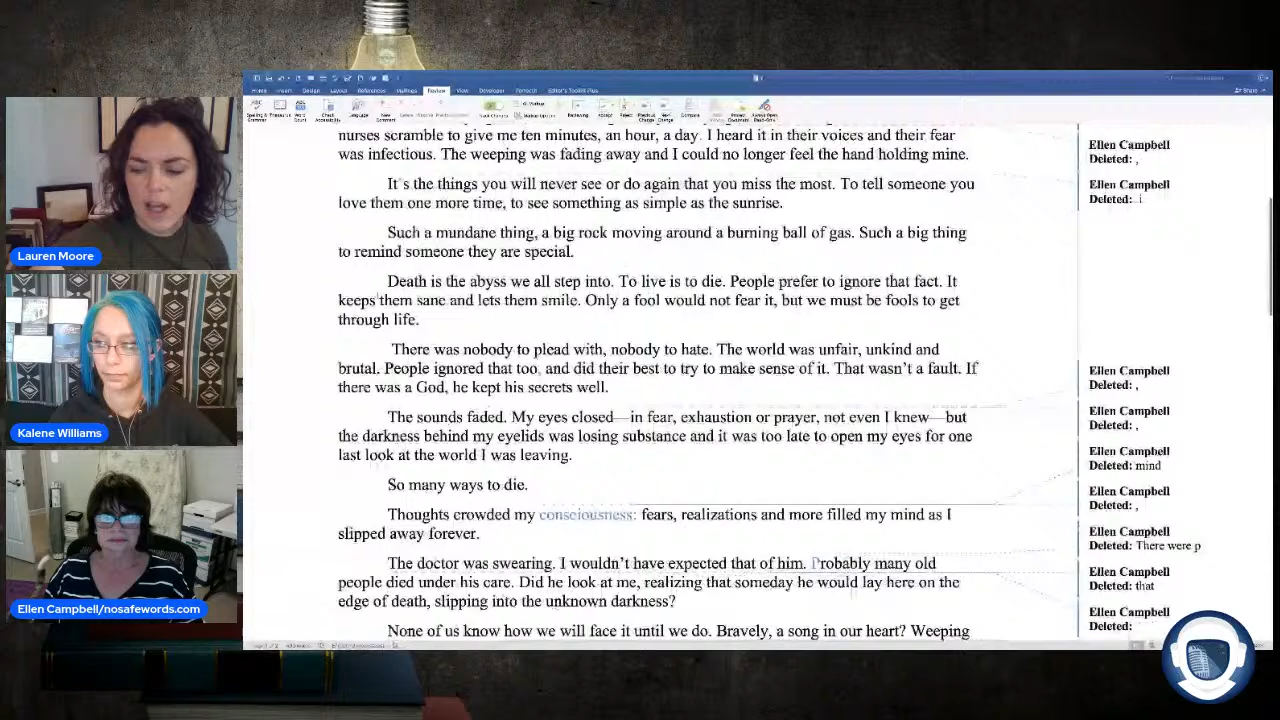 Home Insert Design Layout References Mailings Review View Developer Acrobat Editor's Toolkit Plus
Share
nurses scramble to give me ten minutes, an hour, a day. I heard it in their voices and their fear
was infectious. The weeping was fading away and I could no longer feel the hand holding mine.
It's the things you will never see or do again that you miss the most. To tell someone you
love them one more time, to see something as simple as the sunrise.
Such a mundane thing, a big rock moving around a burning ball of gas. Such a big thing
to remind someone they are special.
Death is the abyss we all step into. To live is to die. People prefer to ignore that fact. It
keeps them sane and lets them smile. Only a fool would not fear it, but we must be fools to get
through life.
There was nobody to plead with, nobody to hate. The world was unfair, unkind and
brutal. People ignored that too, and did their best to try to make sense of it. That wasn't a fault. If
there was a God, he kept his secrets well.
The sounds faded. My eyes closed—in fear, exhaustion or prayer, not even I knew—but
the darkness behind my eyelids was losing substance and it was too late to open my eyes for one
last look at the world I was leaving.
So many ways to die.
Thoughts crowded my consciousness: fears, realizations and more filled my mind as I
slipped away forever.
The doctor was swearing. I wouldn't have expected that of him. Probably many old
people died under his care. Did he look at me, realizing that someday he would lay here on the
edge of death, slipping into the unknown darkness?
None of us know how we will face it until we do. Bravely, a song in our heart? Weeping
Ellen Campbell
Deleted: ,
Ellen Campbell
Deleted: i
Ellen Campbell
Deleted: ,
Ellen Campbell
Deleted: ,
Ellen Campbell
Deleted: mind
Ellen Campbell
Deleted: ,
Ellen Campbell
Deleted: There were p
Ellen Campbell
Deleted: that
Ellen Campbell
Deleted:
Lauren Moore
Kalene Williams
Ellen Campbell/nosafewords.com